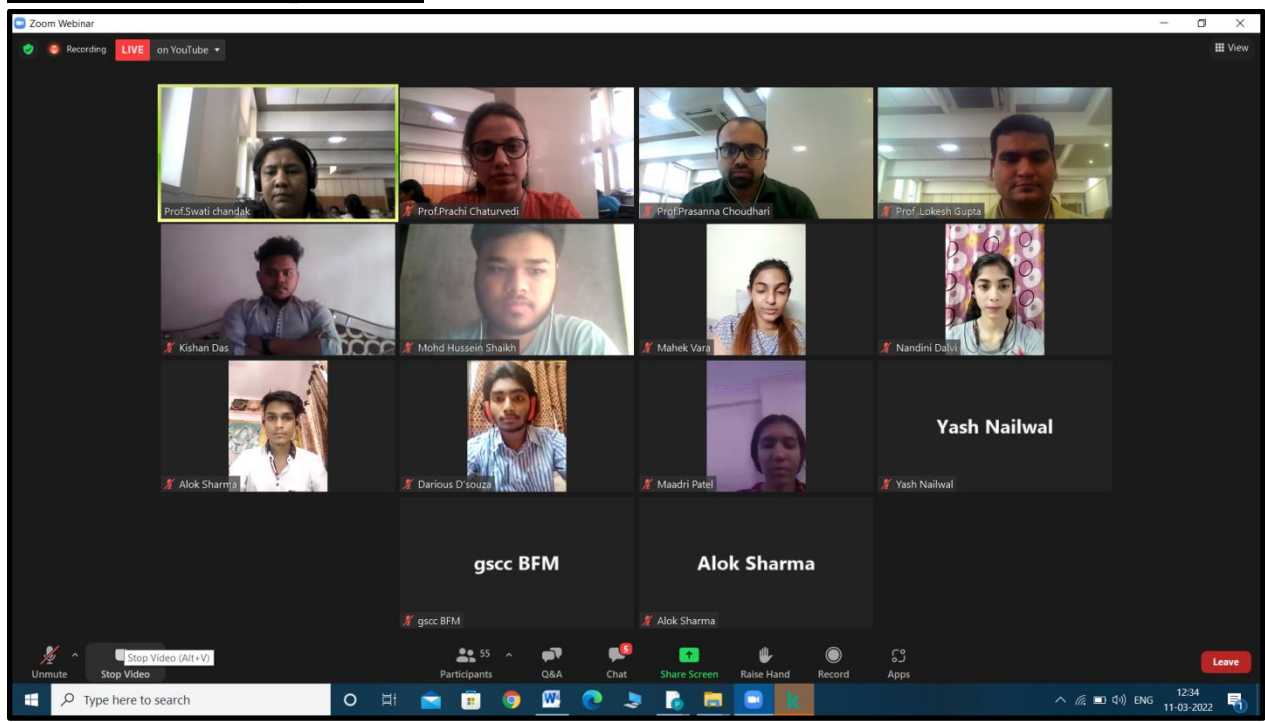 Zoom Webinar
Recording LIVE on YouTube View
Prof.Swati chandak
Prof.Prachi Chaturvedi
Prof.Prasanna Choudhari
Prof Lokesh Gupta
Kishan Das
Mohd Hussein Shaikh
Mahek Vara
Nandini Dalvi
Alok Sharma
Darious D'souza
Maadri Patel
Yash Nailwal
Yash Nailwal
gscc BFM
gscc BFM
Alok Sharma
Alok Sharma
Stop Video (Alt+V)
55
5
Unmute Stop Video Participants Q&A Chat Share Screen Raise Hand Record Apps Leave
Type here to search
ENG
12:34
11-03-2022